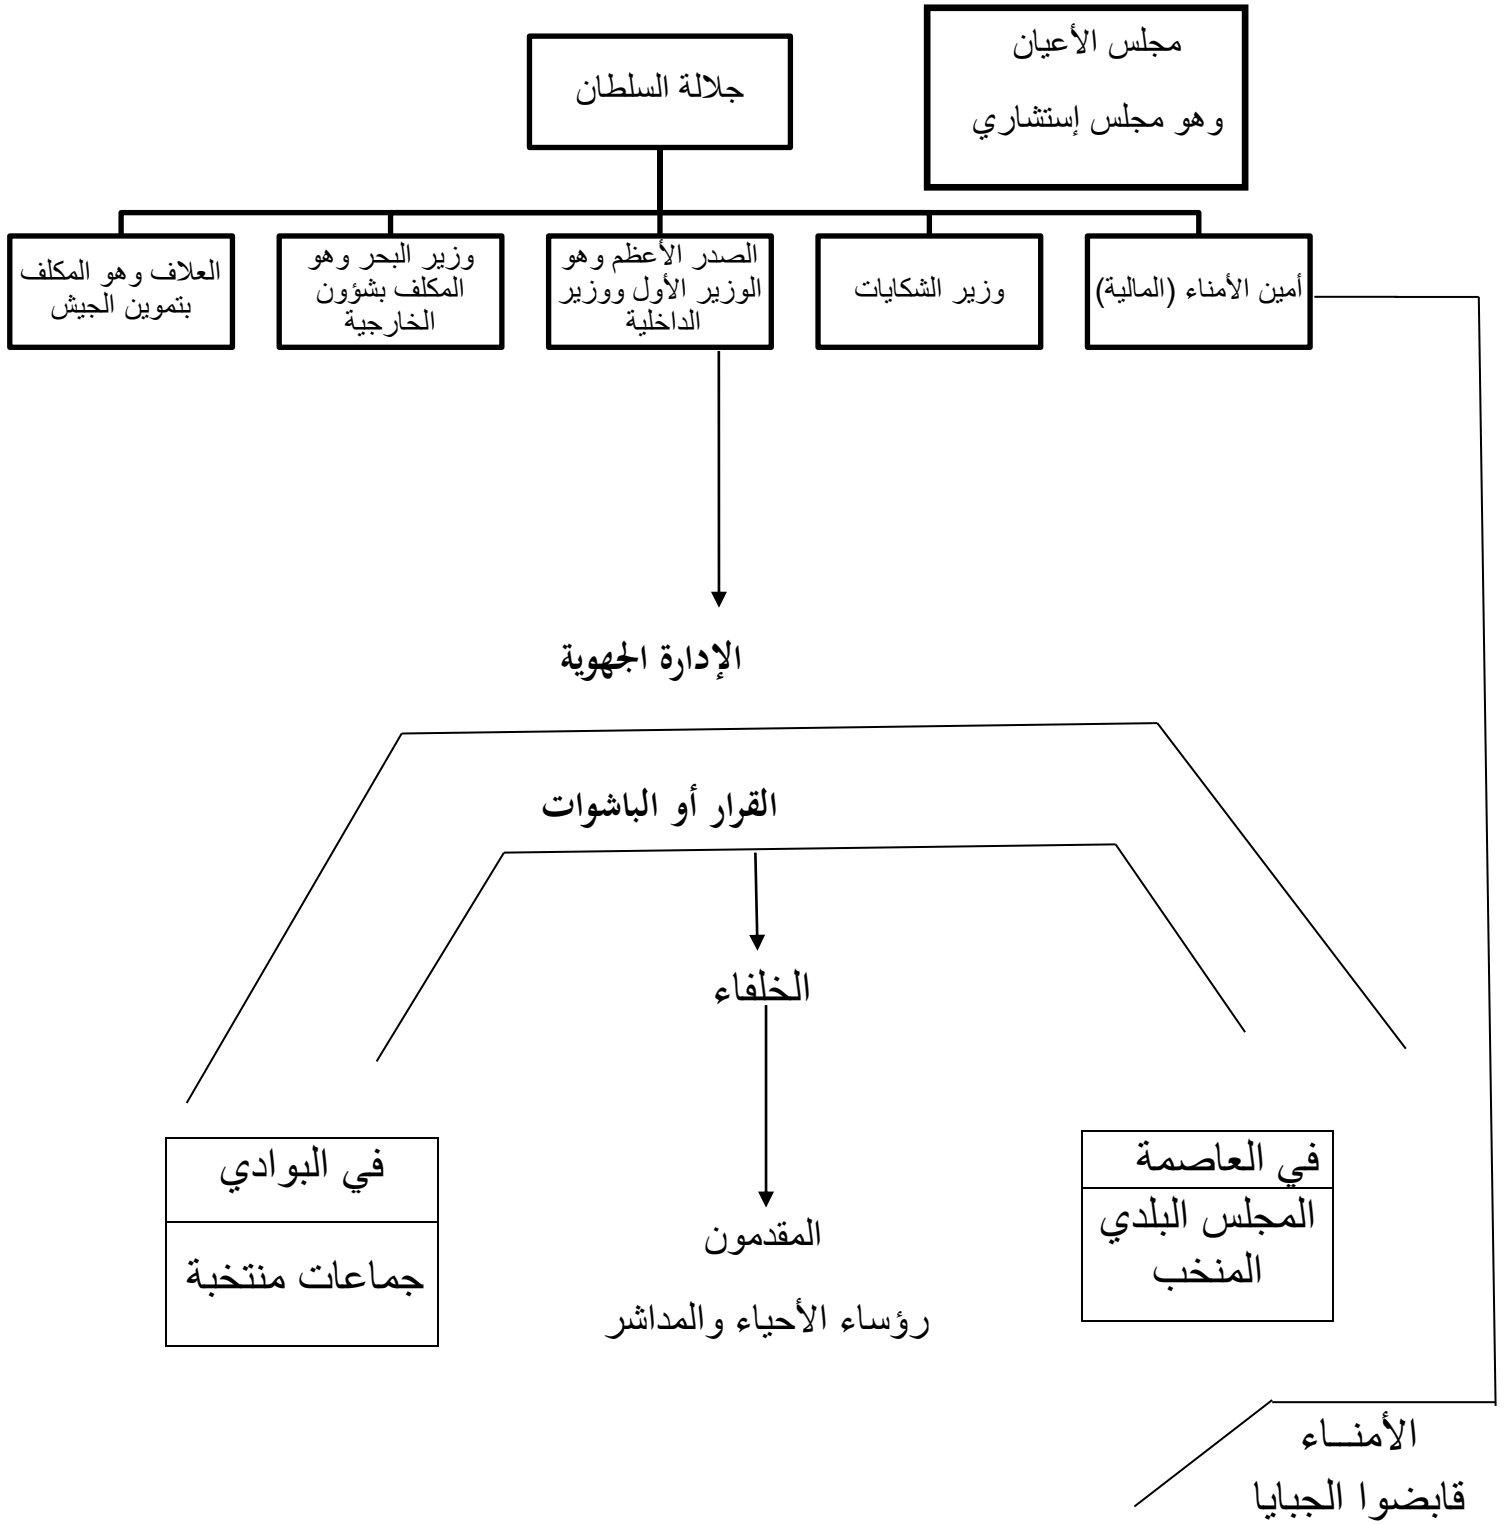 مجلس الأعيان
وهو مجلس إستشاري
جلالة السلطان
أمين الأمناء (المالية)
وزير الشكايات
الصدر الأعظم وهو
الوزير الأول ووزير
الداخلية
وزير البحر وهو
المكلف بشؤون
الخارجية
العلاف وهو المكلف
بتموين الجيش
الإدارة الجهوية
القرار أو الباشوات
الخلفاء
في العاصمة
المجلس البلدي
المنخب
المقدمون
رؤساء الأحياء والمداشر
في البوادي
جماعات منتخبة
الأمنــاء
قابضوا الجبايا